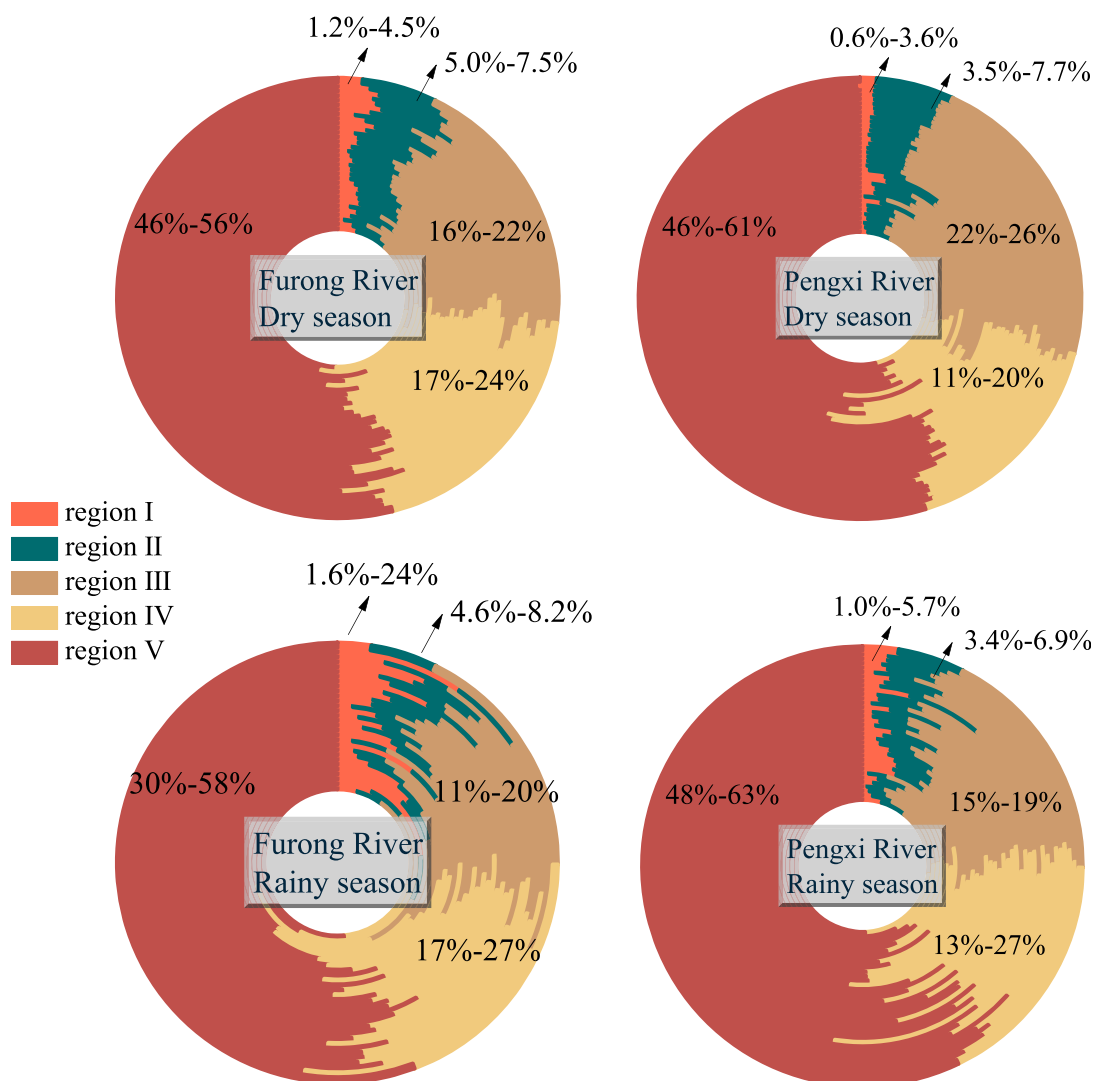 1.2%-4.5%
5.0%-7.5%
46%-56%
16%-22%
Furong River
Dry season
17%-24%
0.6%-3.6%
3.5%-7.7%
46%-61%
22%-26%
Pengxi River
Dry season
11%-20%
region I
region II
region III
region IV
region V
1.6%-24%
4.6%-8.2%
30%-58%
11%-20%
Furong River
Rainy season
17%-27%
1.0%-5.7%
3.4%-6.9%
48%-63%
15%-19%
Pengxi River
Rainy season
13%-27%